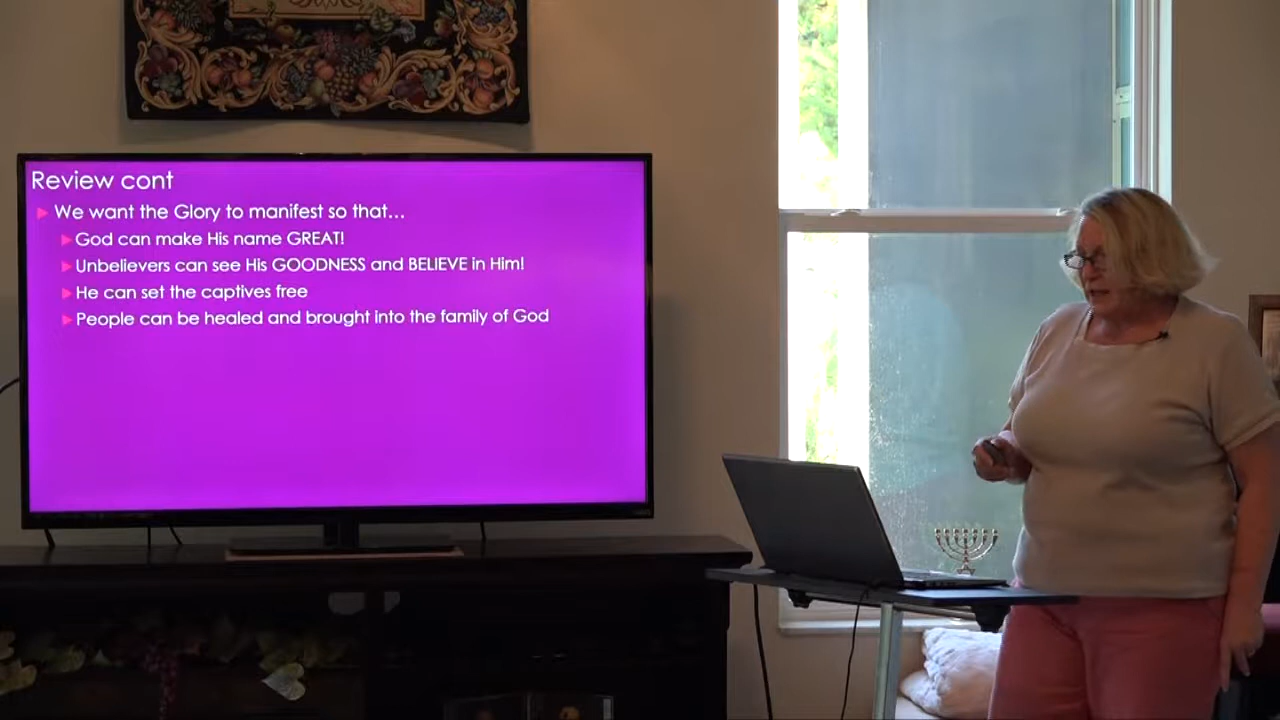 Review cont
We want the Glory to manifest so that...
God can make His name GREAT!
Unbelievers can see His GOODNESS and BELIEVE in Him!
He can set the captives free
People can be healed and brought into the family of God